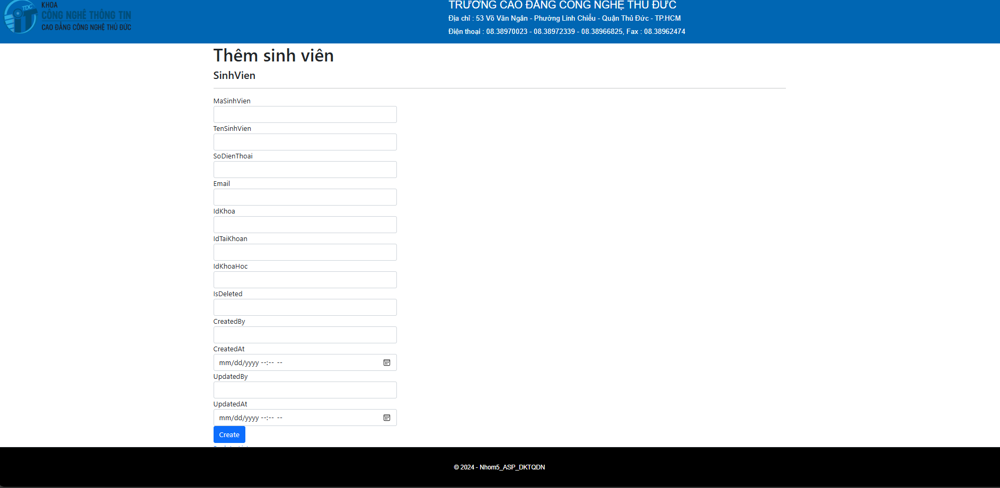 TDC
KHOA
CÔNG NGHỆ THÔNG TIN
CAO ĐẲNG CÔNG NGHỆ THỦ ĐỨC
TRƯỜNG CAO ĐẲNG CÔNG NGHỆ THỦ ĐỨC
Địa chỉ : 53 Võ Văn Ngân - Phường Linh Chiểu - Quận Thủ Đức - TP.HCM
Điện thoại : 08.38970023 - 08.38972339 - 08.38966825, Fax : 08.38962474
Thêm sinh viên
SinhVien
MaSinhVien
TenSinhVien
SoDienThoai
Email
IdKhoa
IdTaiKhoan
IdKhoaHoc
IsDeleted
CreatedBy
CreatedAt
mm/dd/yyyy --:-- --
UpdatedBy
UpdatedAt
mm/dd/yyyy --:-- --
Create
© 2024 - Nhom5_ASP_DKTQDN